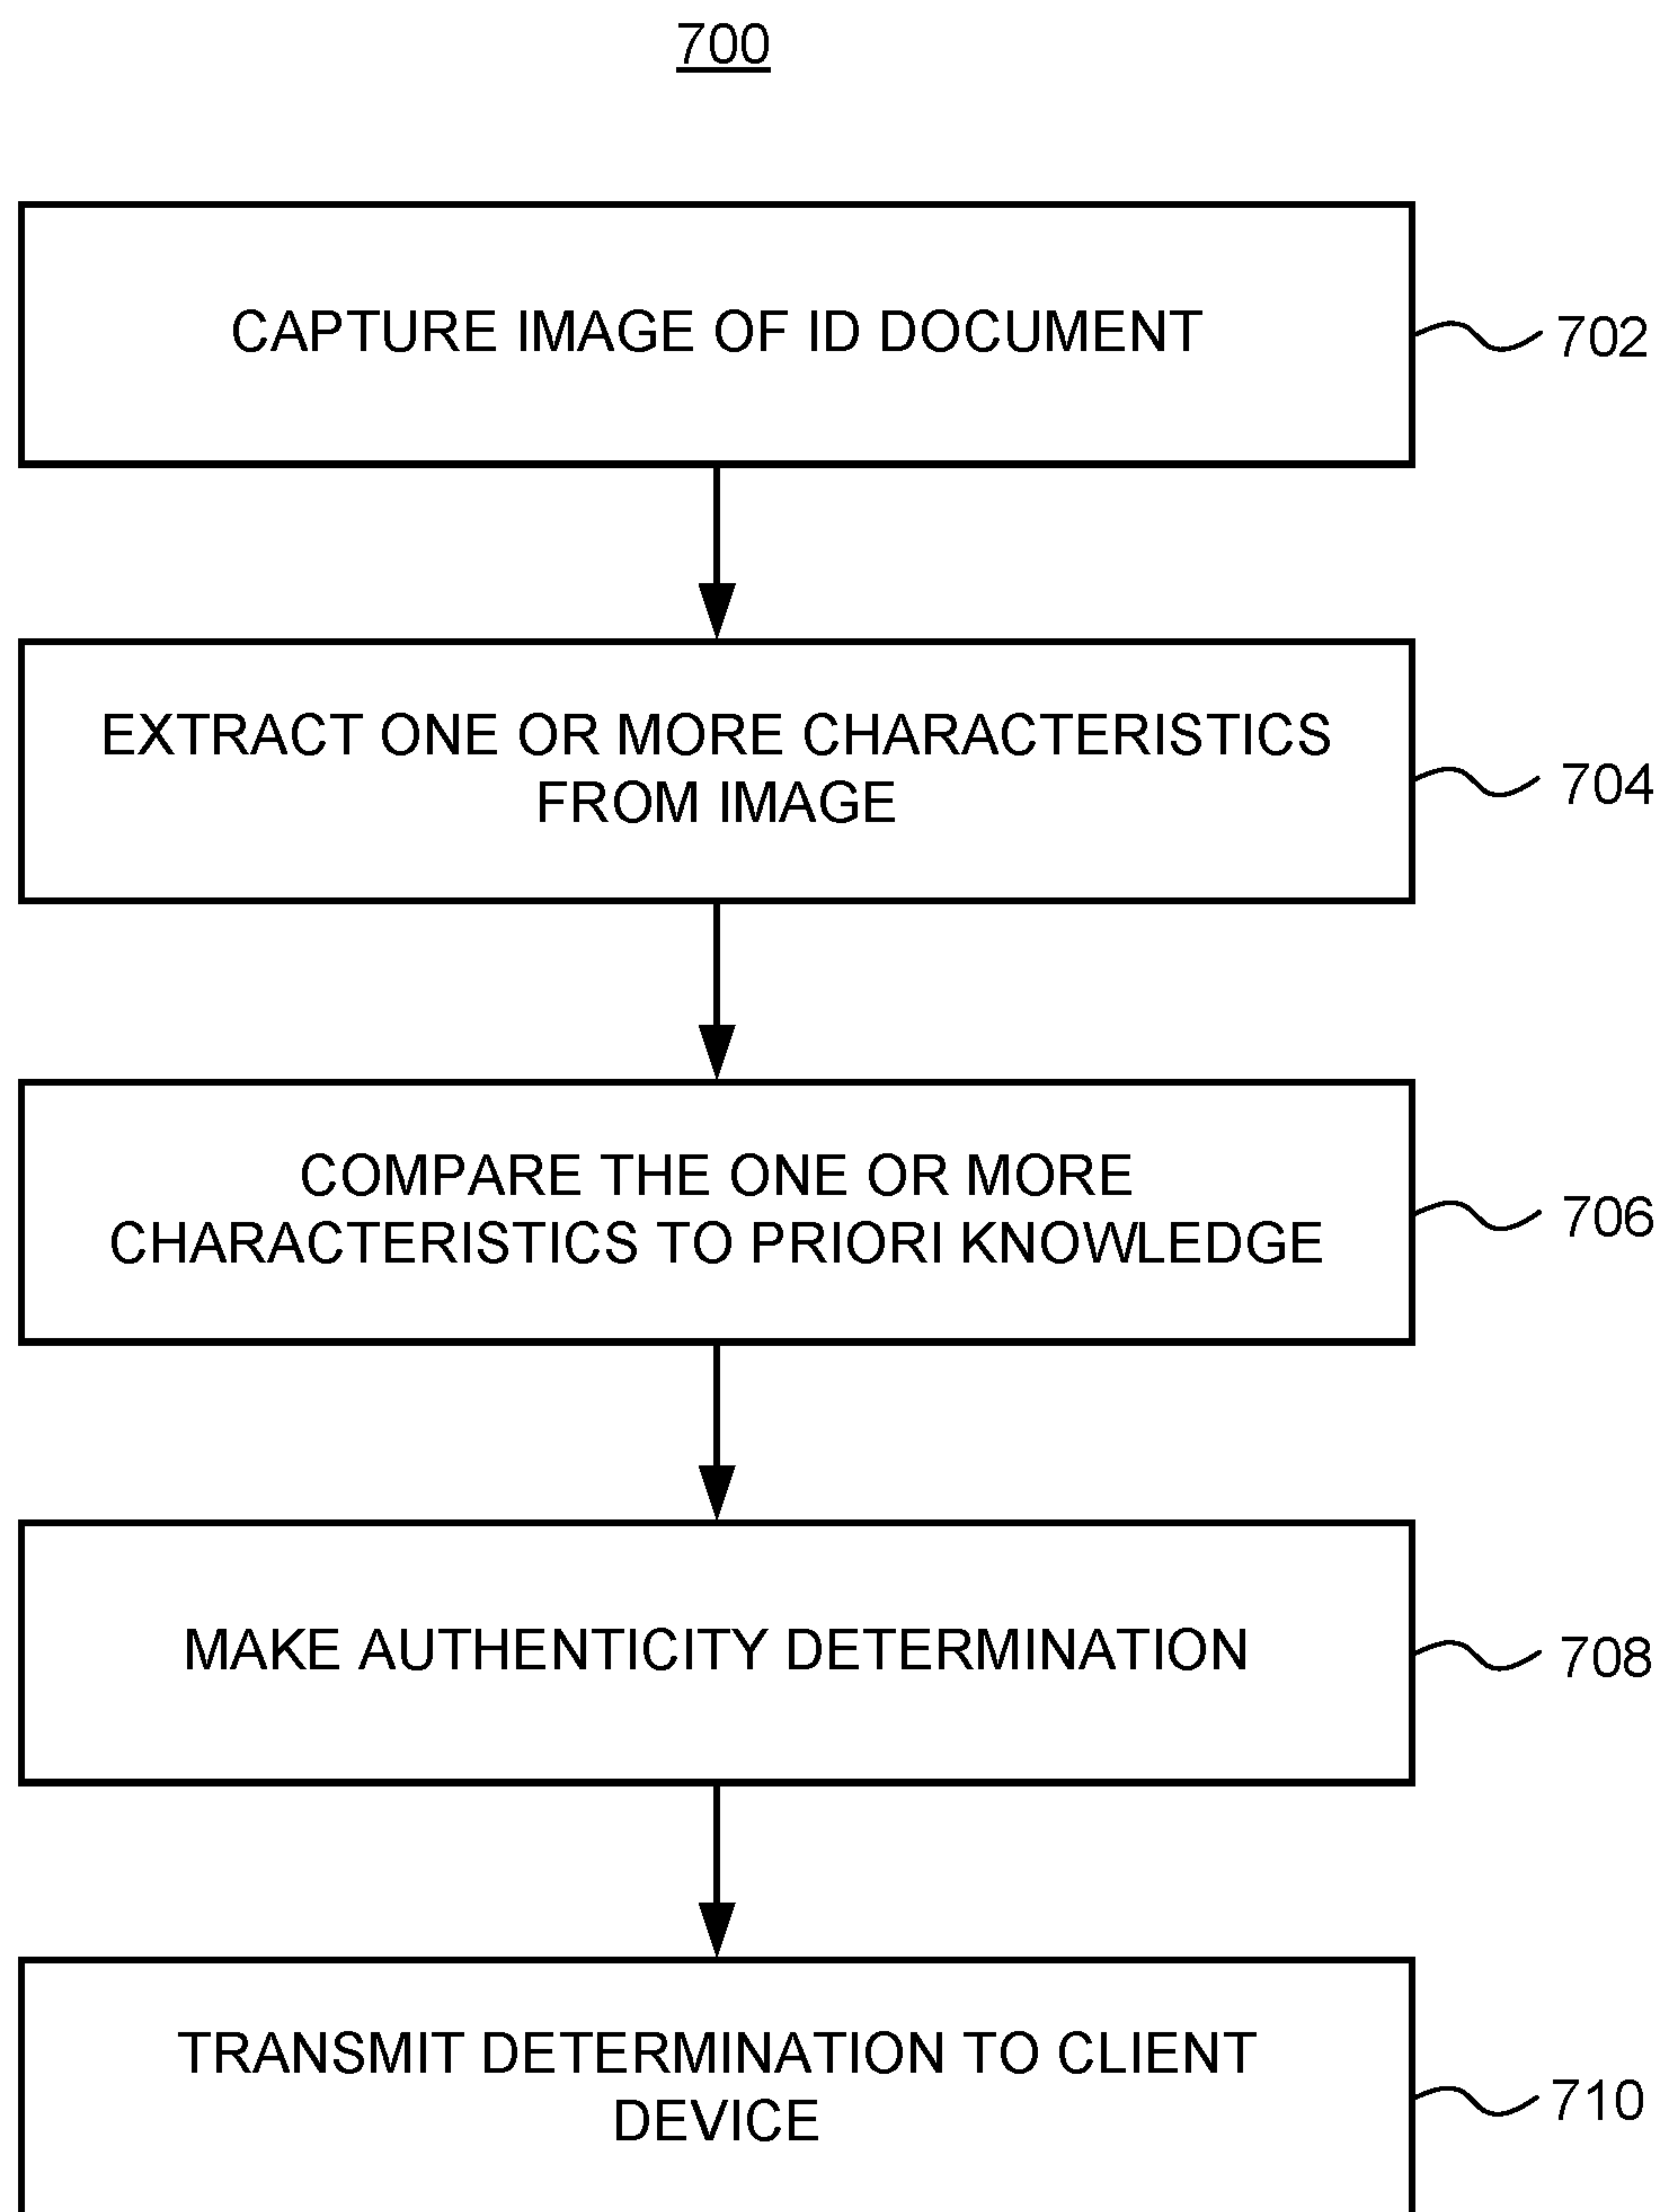 700
CAPTURE IMAGE OF ID DOCUMENT
702
EXTRACT ONE OR MORE CHARACTERISTICS
FROM IMAGE
704
COMPARE THE ONE OR MORE
CHARACTERISTICS TO PRIORI KNOWLEDGE
706
MAKE AUTHENTICITY DETERMINATION
708
TRANSMIT DETERMINATION TO CLIENT
DEVICE
710